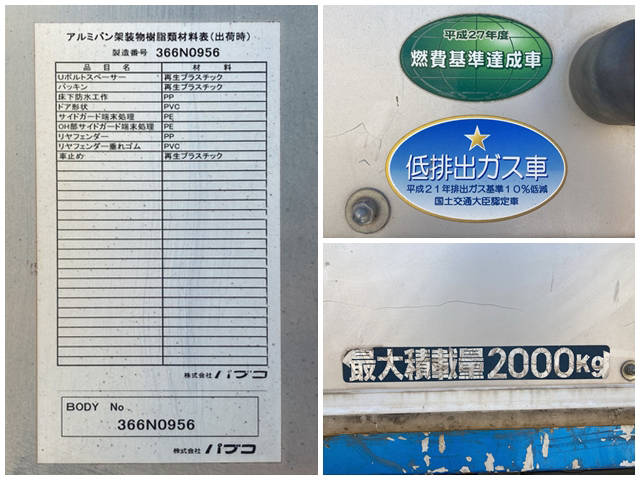 アルミバン架装物樹脂類材料表(出荷時)
製造番号 366N0956
品目名 材料
Uボルトスペーサー 再生プラスチック
パッキン 再生プラスチック
床下防水工作 PP
ドア形状 PVC
サイドガード端末処理 PE
OH部サイドガード端末処理 PE
リヤフェンダー PP
リヤフェンダー垂れゴム PVC
車止め 再生プラスチック
株式会社 パブコ
BODY No
366N0956
株式会社 パブコ
平成27年度
燃費基準達成車
低排出ガス車
平成21年排出ガス基準10%低減
国土交通大臣認定車
最大積載量2000Kg